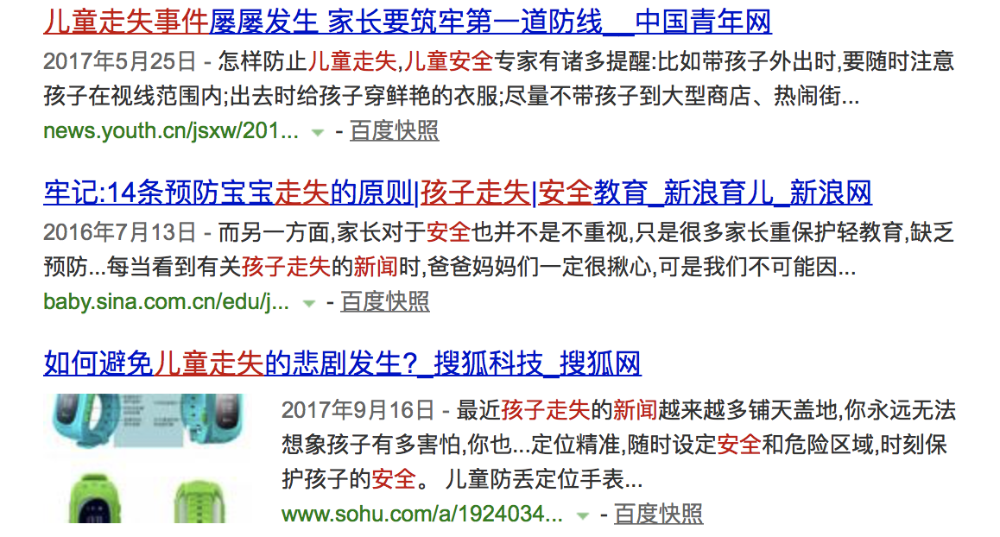 儿童走失事件屡屡发生 家长要筑牢第一道防线__中国青年网
2017年5月25日 - 怎样防止儿童走失,儿童安全专家有诸多提醒:比如带孩子外出时,要随时注意
孩子在视线范围内;出去时给孩子穿鲜艳的衣服;尽量不带孩子到大型商店、热闹街...
news.youth.cn/jsxw/201... - 百度快照
牢记:14条预防宝宝走失的原则|孩子走失|安全教育_新浪育儿_新浪网
2016年7月13日 - 而另一方面,家长对于安全也并不是不重视,只是很多家长重保护轻教育,缺乏
预防...每当看到有关孩子走失的新闻时,爸爸妈妈们一定很揪心,可是我们不可能因...
baby.sina.com.cn/edu/j... - 百度快照
如何避免儿童走失的悲剧发生?_搜狐科技_搜狐网
2017年9月16日 - 最近孩子走失的新闻越来越多铺天盖地,你永远无法
想象孩子有多害怕,你也...定位精准,随时设定安全和危险区域,时刻保
护孩子的安全。 儿童防丢定位手表...
www.sohu.com/a/1924034... - 百度快照